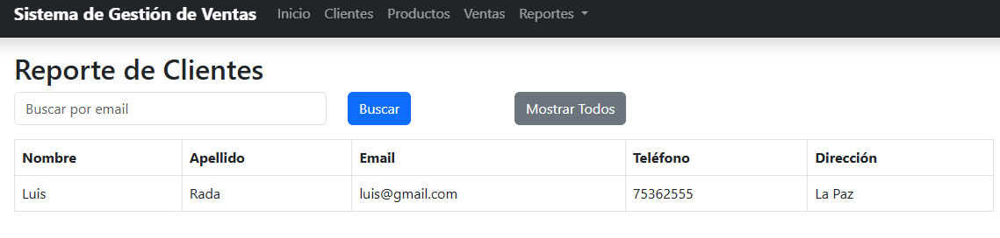 Sistema de Gestión de Ventas Inicio Clientes Productos Ventas Reportes
Reporte de Clientes
Buscar por email Buscar Mostrar Todos
Nombre Apellido Email Teléfono Dirección
Luis Rada luis@gmail.com 75362555 La Paz